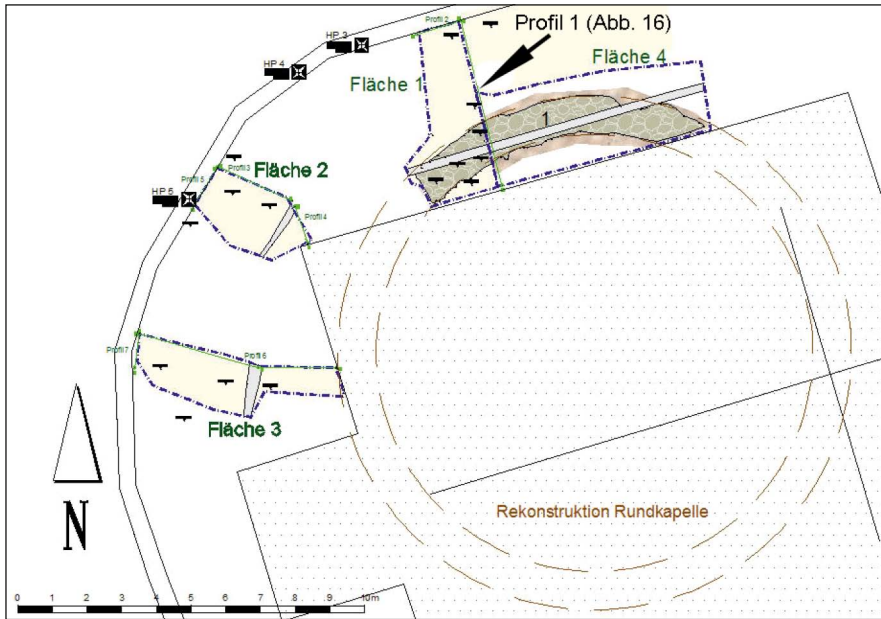 Profil 2
Profil 1 (Abb. 16)
HP 3
HP 4
Fläche 1
Fläche 4
1
Profil 5
Profil 3
Fläche 2
HP 5
Profil 4
Profil 7
Profil 6
Fläche 3
N
Rekonstruktion Rundkapelle
0 1 2 3 4 5 6 7 8 9 10m